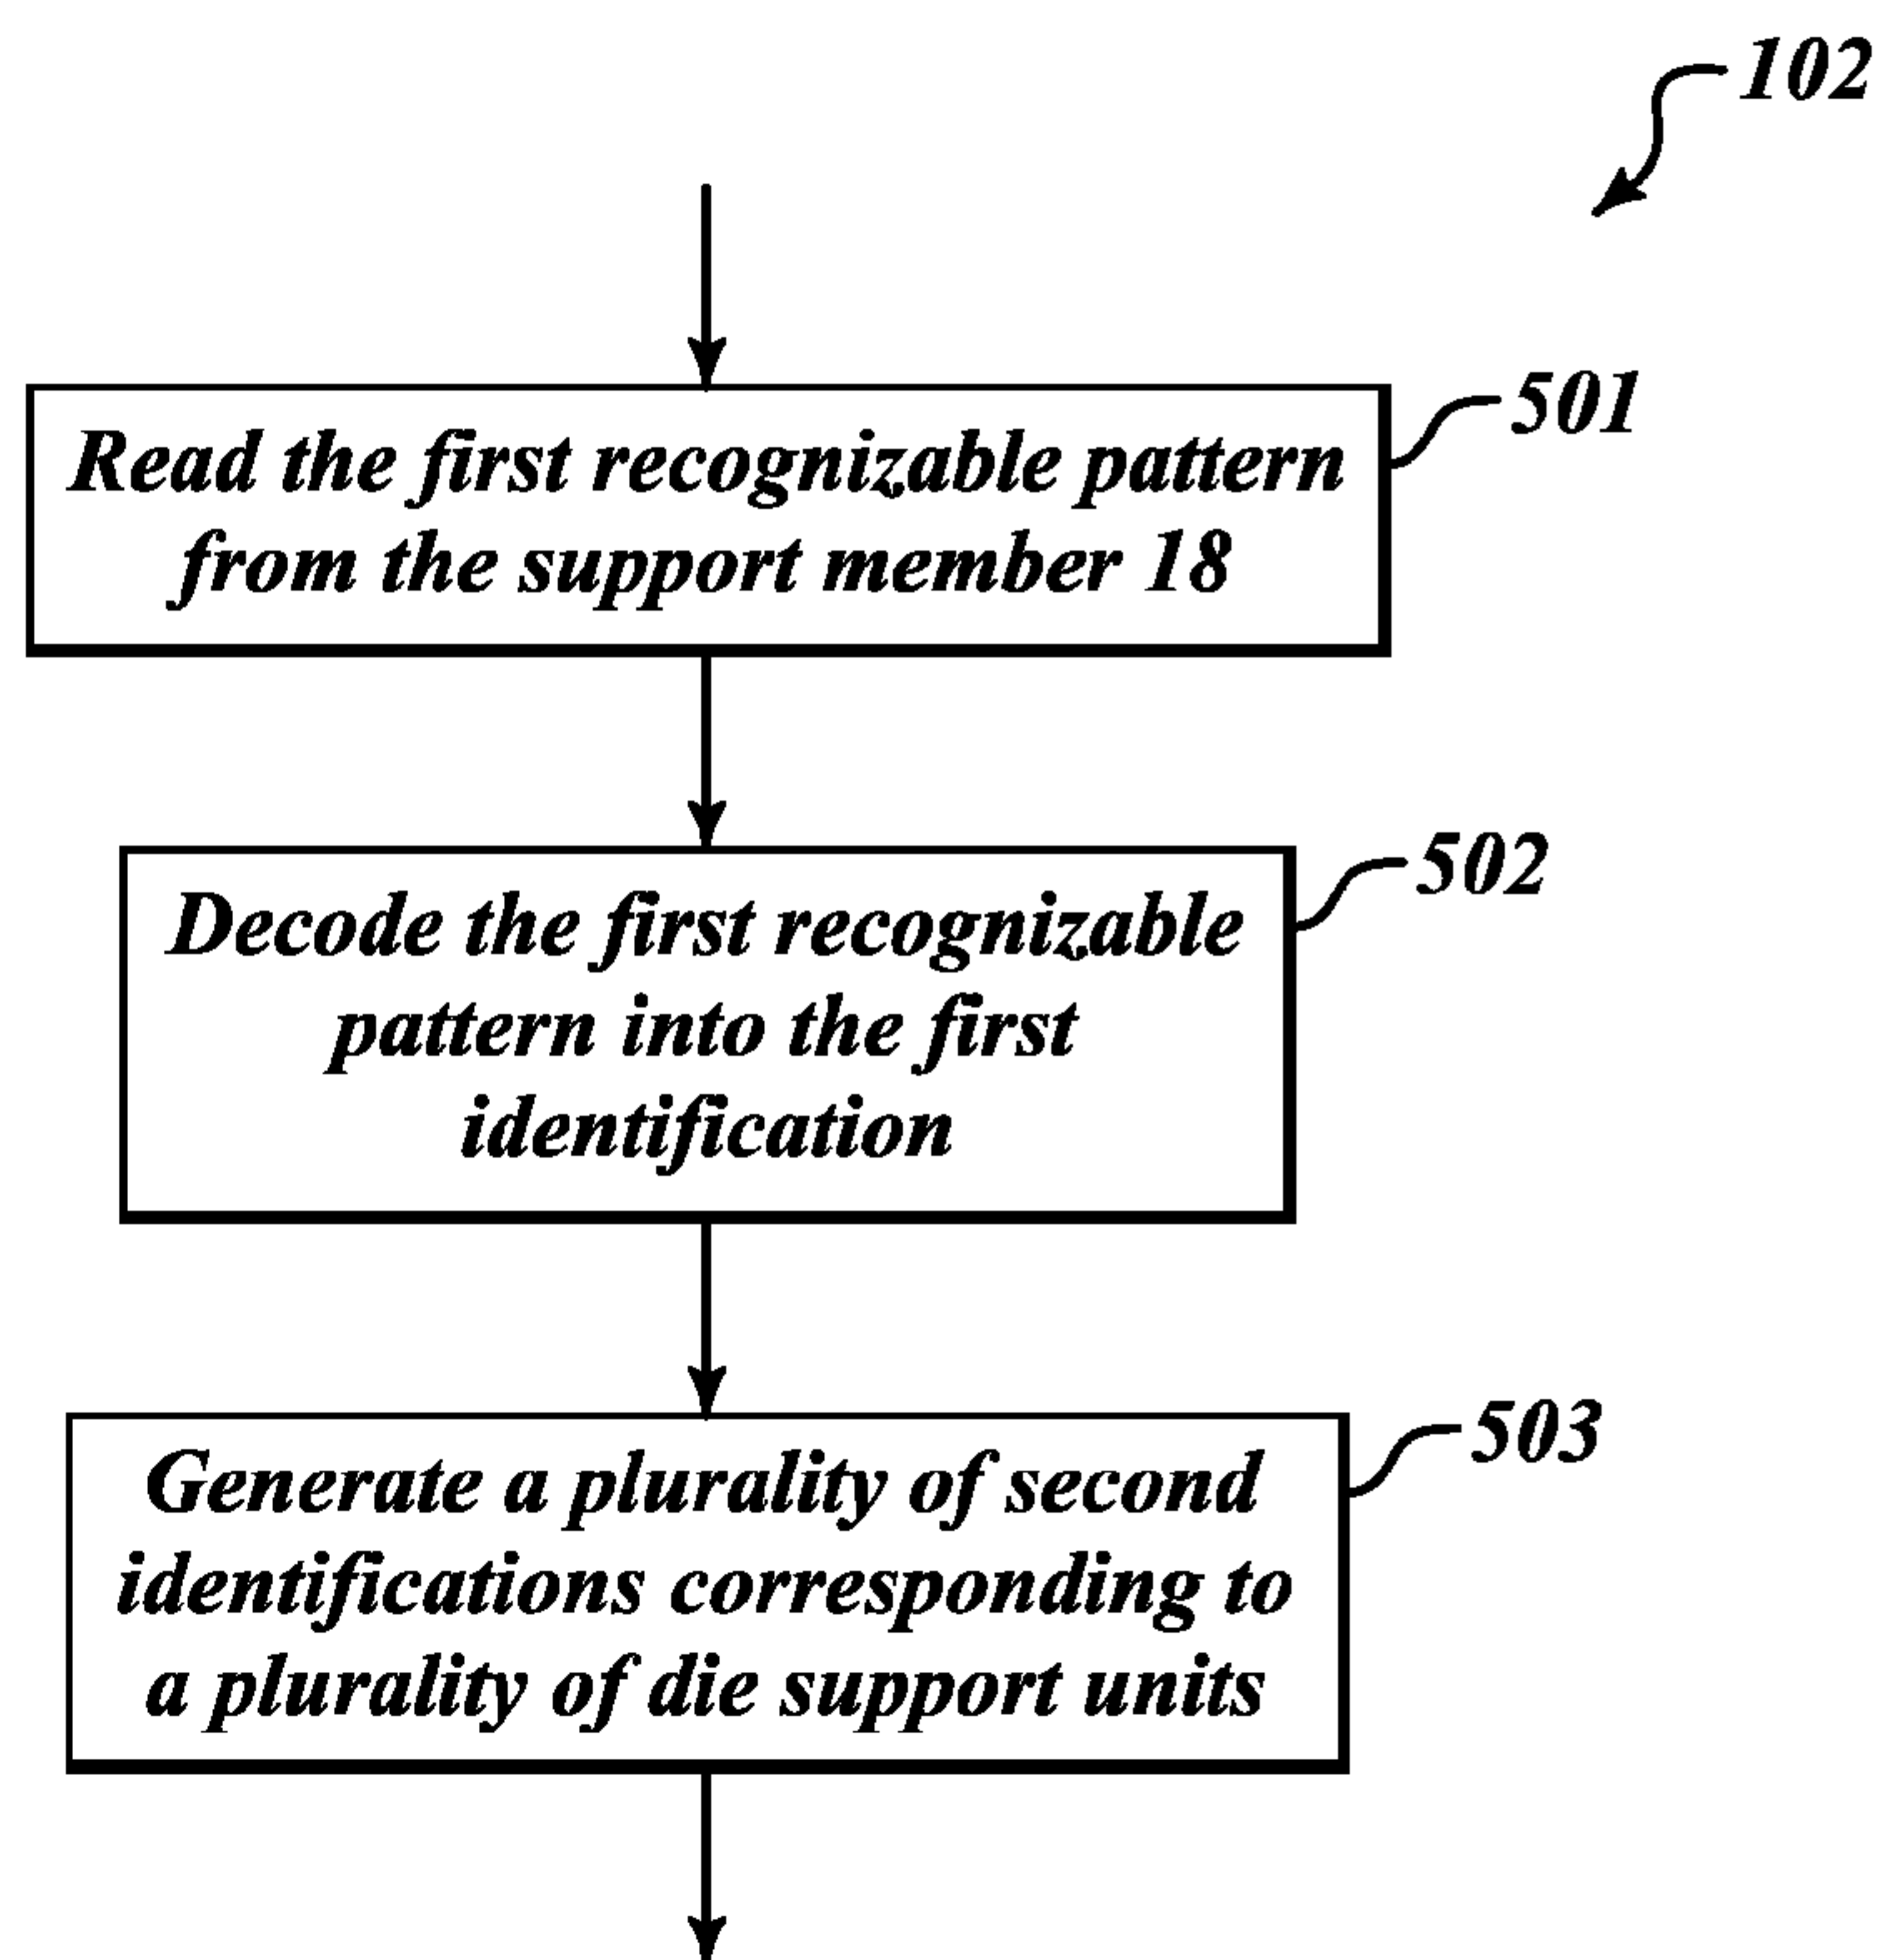 102
501
Read the first recognizable pattern
from the support member 18
502
Decode the first recognizable
pattern into the first
identification
503
Generate a plurality of second
identifications corresponding to
a plurality of die support units